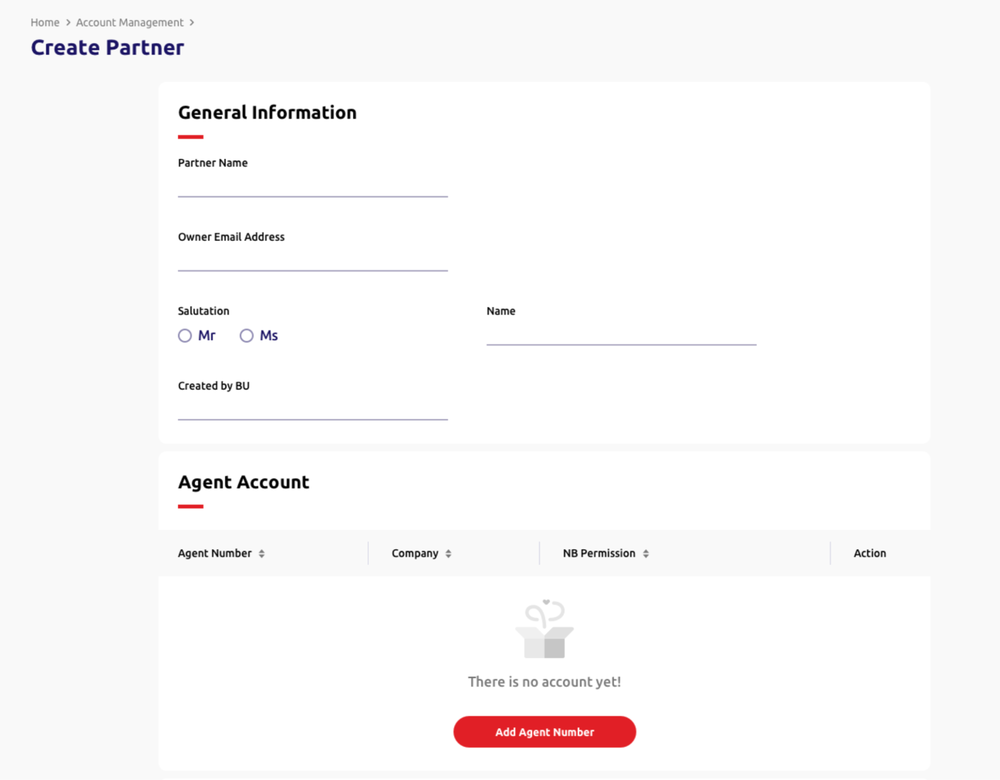 Home > Account Management >
Create Partner
General Information
Partner Name
Owner Email Address
Salutation
Name
Mr
Ms
Created by BU
Agent Account
Agent Number
Company
NB Permission
Action
There is no account yet!
Add Agent Number